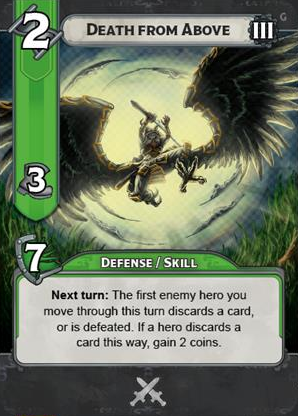 2
DEATH FROM ABOVE
III
G
3
7
DEFENSE / SKILL
Next turn: The first enemy hero you
move through this turn discards a card,
or is defeated. If a hero discards a
card this way, gain 2 coins.